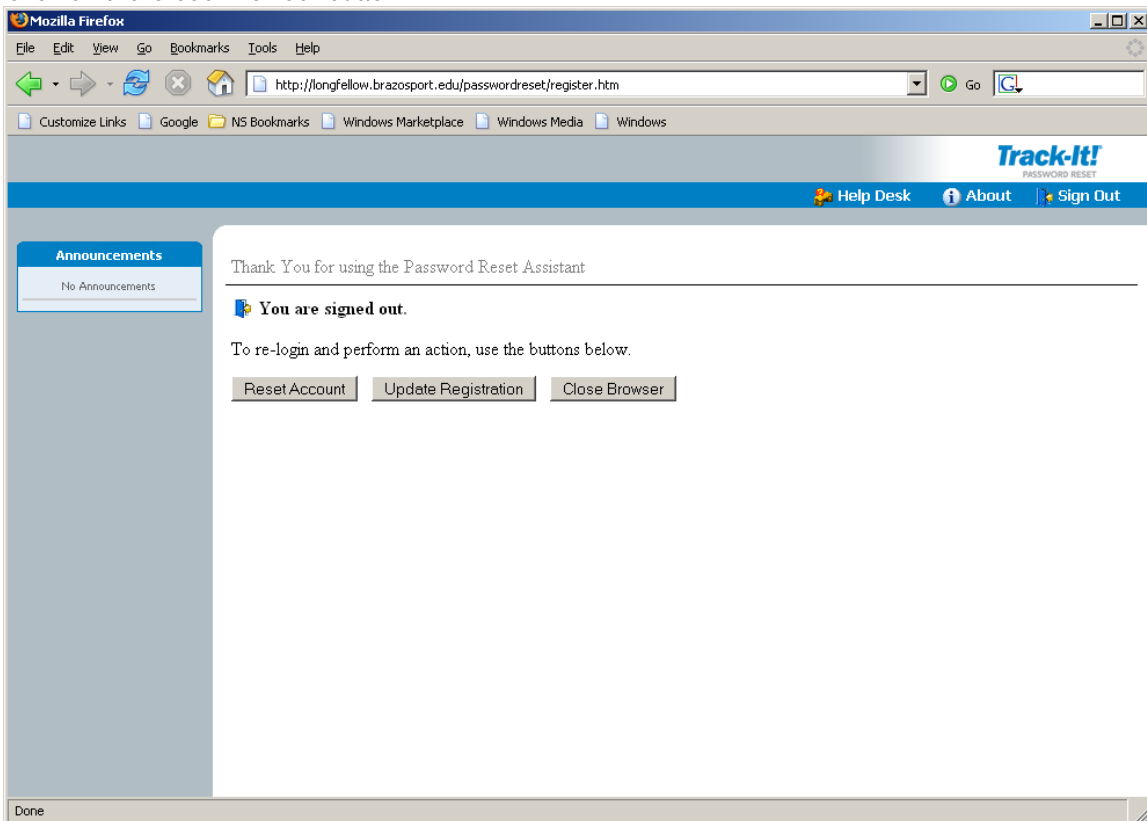 Mozilla Firefox
File Edit View Go Bookmarks Tools Help
http://longfellow.brazosport.edu/passwordreset/register.htm Go G
Customize Links Google NS Bookmarks Windows Marketplace Windows Media Windows
Track-It!
PASSWORD RESET
Help Desk About Sign Out
Announcements
No Announcements
Thank You for using the Password Reset Assistant
You are signed out.
To re-login and perform an action, use the buttons below.
Reset Account Update Registration Close Browser
Done